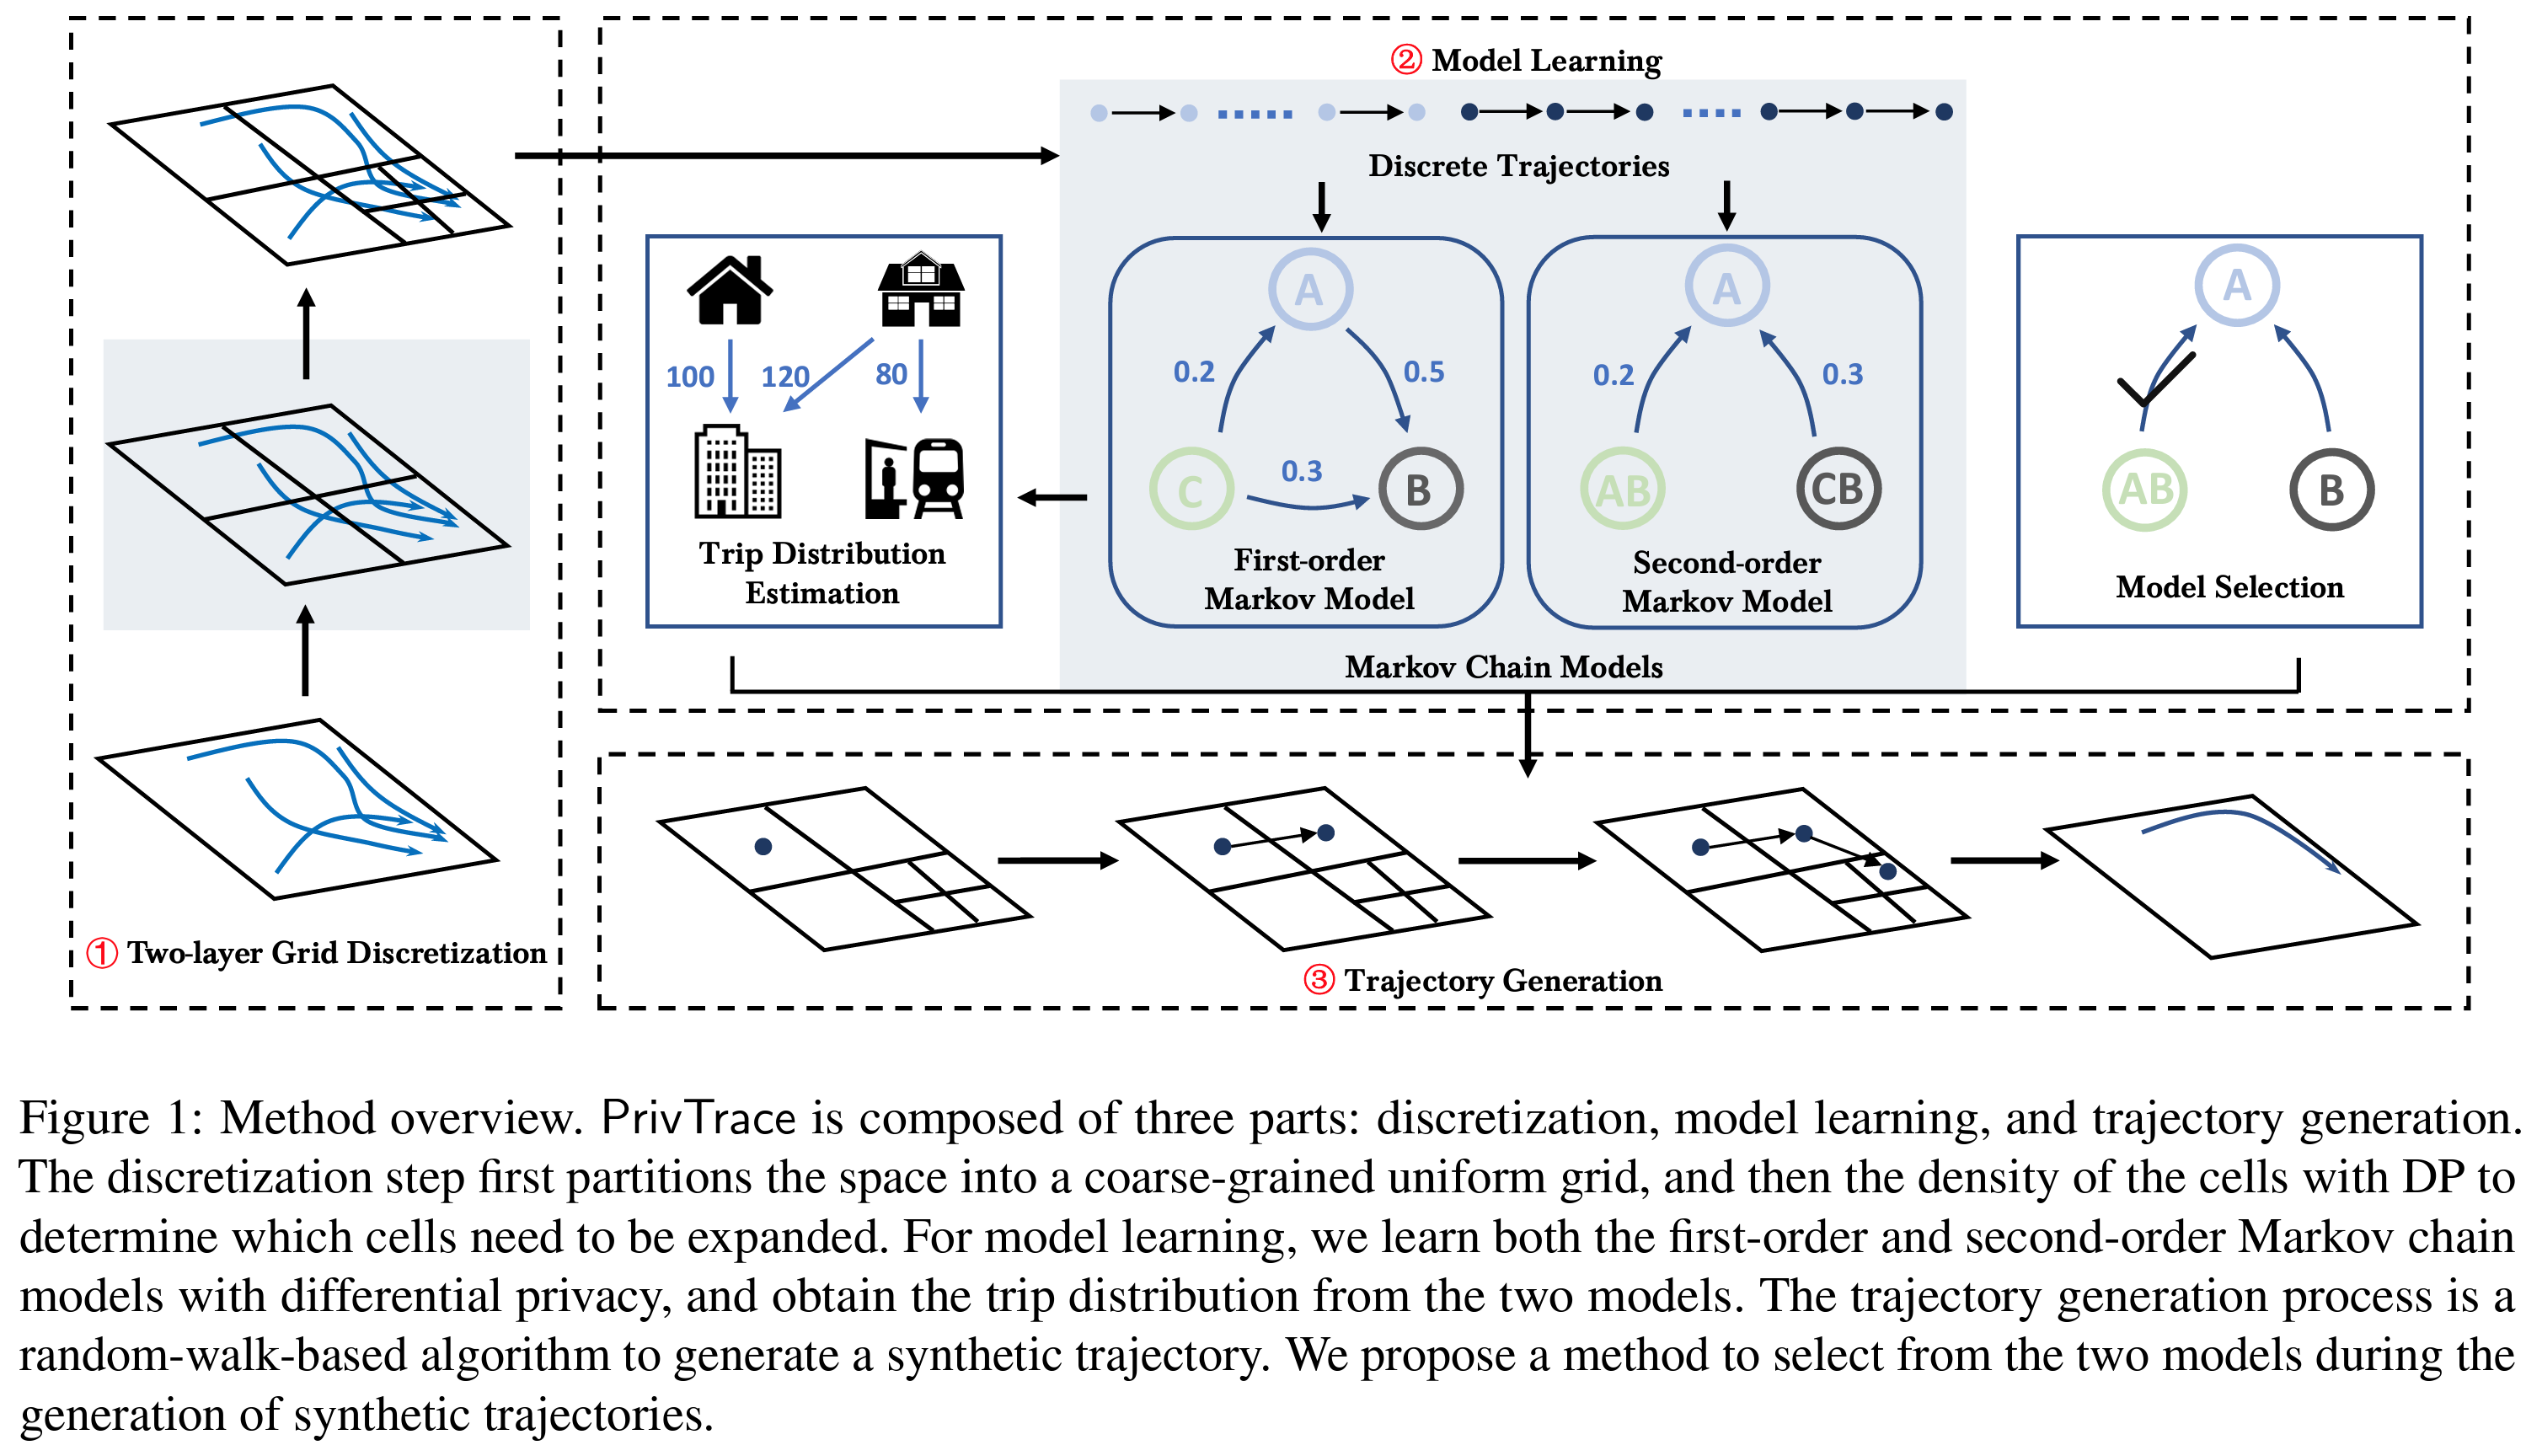 ② Model Learning
Discrete Trajectories
100
120
80
Trip Distribution
Estimation
A
0.2
0.5
C
0.3
B
First-order
Markov Model
A
0.2
0.3
AB
CB
Second-order
Markov Model
A
AB
B
Model Selection
Markov Chain Models
① Two-layer Grid Discretization
③ Trajectory Generation
Figure 1: Method overview. PrivTrace is composed of three parts: discretization, model learning, and trajectory generation.
The discretization step first partitions the space into a coarse-grained uniform grid, and then the density of the cells with DP to
determine which cells need to be expanded. For model learning, we learn both the first-order and second-order Markov chain
models with differential privacy, and obtain the trip distribution from the two models. The trajectory generation process is a
random-walk-based algorithm to generate a synthetic trajectory. We propose a method to select from the two models during the
generation of synthetic trajectories.